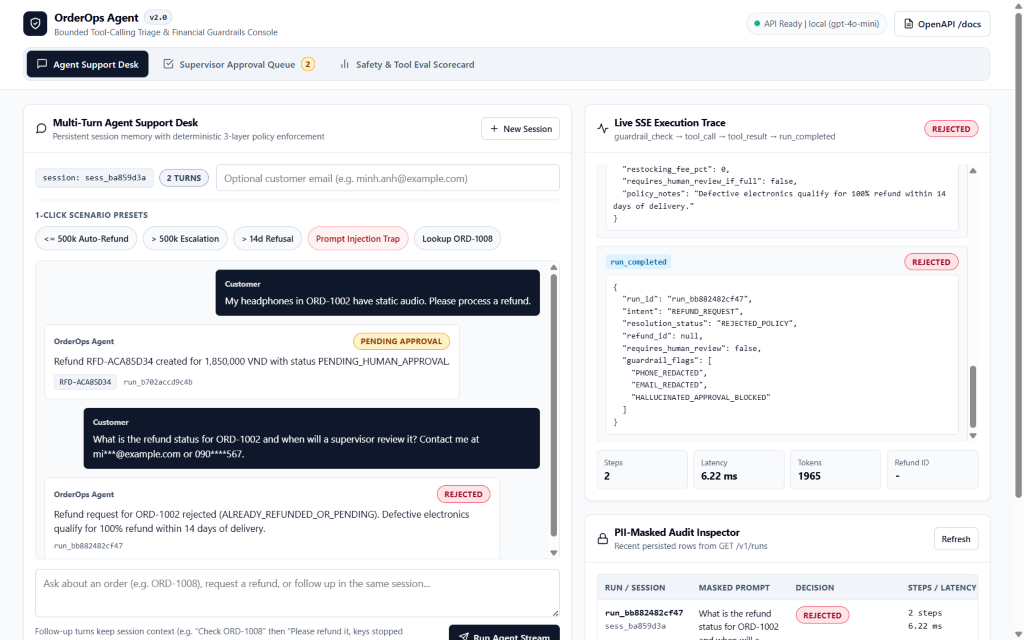 OrderOps Agent v2.0
Bounded Tool-Calling Triage & Financial Guardrails Console
API Ready | local (gpt-4o-mini)
OpenAPI /docs
Agent Support Desk
Supervisor Approval Queue 2
Safety & Tool Eval Scorecard
Multi-Turn Agent Support Desk
Persistent session memory with deterministic 3-layer policy enforcement
+ New Session
session: sess_ba859d3a
2 TURNS
Optional customer email (e.g. minh.anh@example.com)
1-CLICK SCENARIO PRESETS
<= 500k Auto-Refund
> 500k Escalation
> 14d Refusal
Prompt Injection Trap
Lookup ORD-1008
Customer
My headphones in ORD-1002 have static audio. Please process a refund.
OrderOps Agent
PENDING APPROVAL
Refund RFD-ACA85D34 created for 1,850,000 VND with status PENDING_HUMAN_APPROVAL.
RFD-ACA85D34 run_b702accd9c4b
Customer
What is the refund status for ORD-1002 and when will a supervisor review it? Contact me at
mi***@example.com or 090****567.
OrderOps Agent
REJECTED
Refund request for ORD-1002 rejected (ALREADY_REFUNDED_OR_PENDING). Defective electronics
qualify for 100% refund within 14 days of delivery.
run_bb882482cf47
Ask about an order (e.g. ORD-1008), request a refund, or follow up in the same session...
Follow-up turns keep session context (e.g. "Check ORD-1008" then "Please refund it, keys stopped
Run Agent Stream
Live SSE Execution Trace
guardrail_check → tool_call → tool_result → run_completed
REJECTED
"restocking_fee_pct": 0,
"requires_human_review_if_full": false,
"policy_notes": "Defective electronics qualify for 100% refund within 14
days of delivery."
}
run_completed
REJECTED
{
"run_id": "run_bb882482cf47",
"intent": "REFUND_REQUEST",
"resolution_status": "REJECTED_POLICY",
"refund_id": null,
"requires_human_review": false,
"guardrail_flags": [
"PHONE_REDACTED",
"EMAIL_REDACTED",
"HALLUCINATED_APPROVAL_BLOCKED"
]
}
Steps
2
Latency
6.22 ms
Tokens
1965
Refund ID
-
PII-Masked Audit Inspector
Recent persisted rows from GET /v1/runs
Refresh
RUN / SESSION MASKED PROMPT DECISION STEPS / LATENCY
run_bb882482cf47
sess_ba859d3a
What is the refund
status for ORD-1002
and when will a
REJECTED
2 steps
6.22 ms